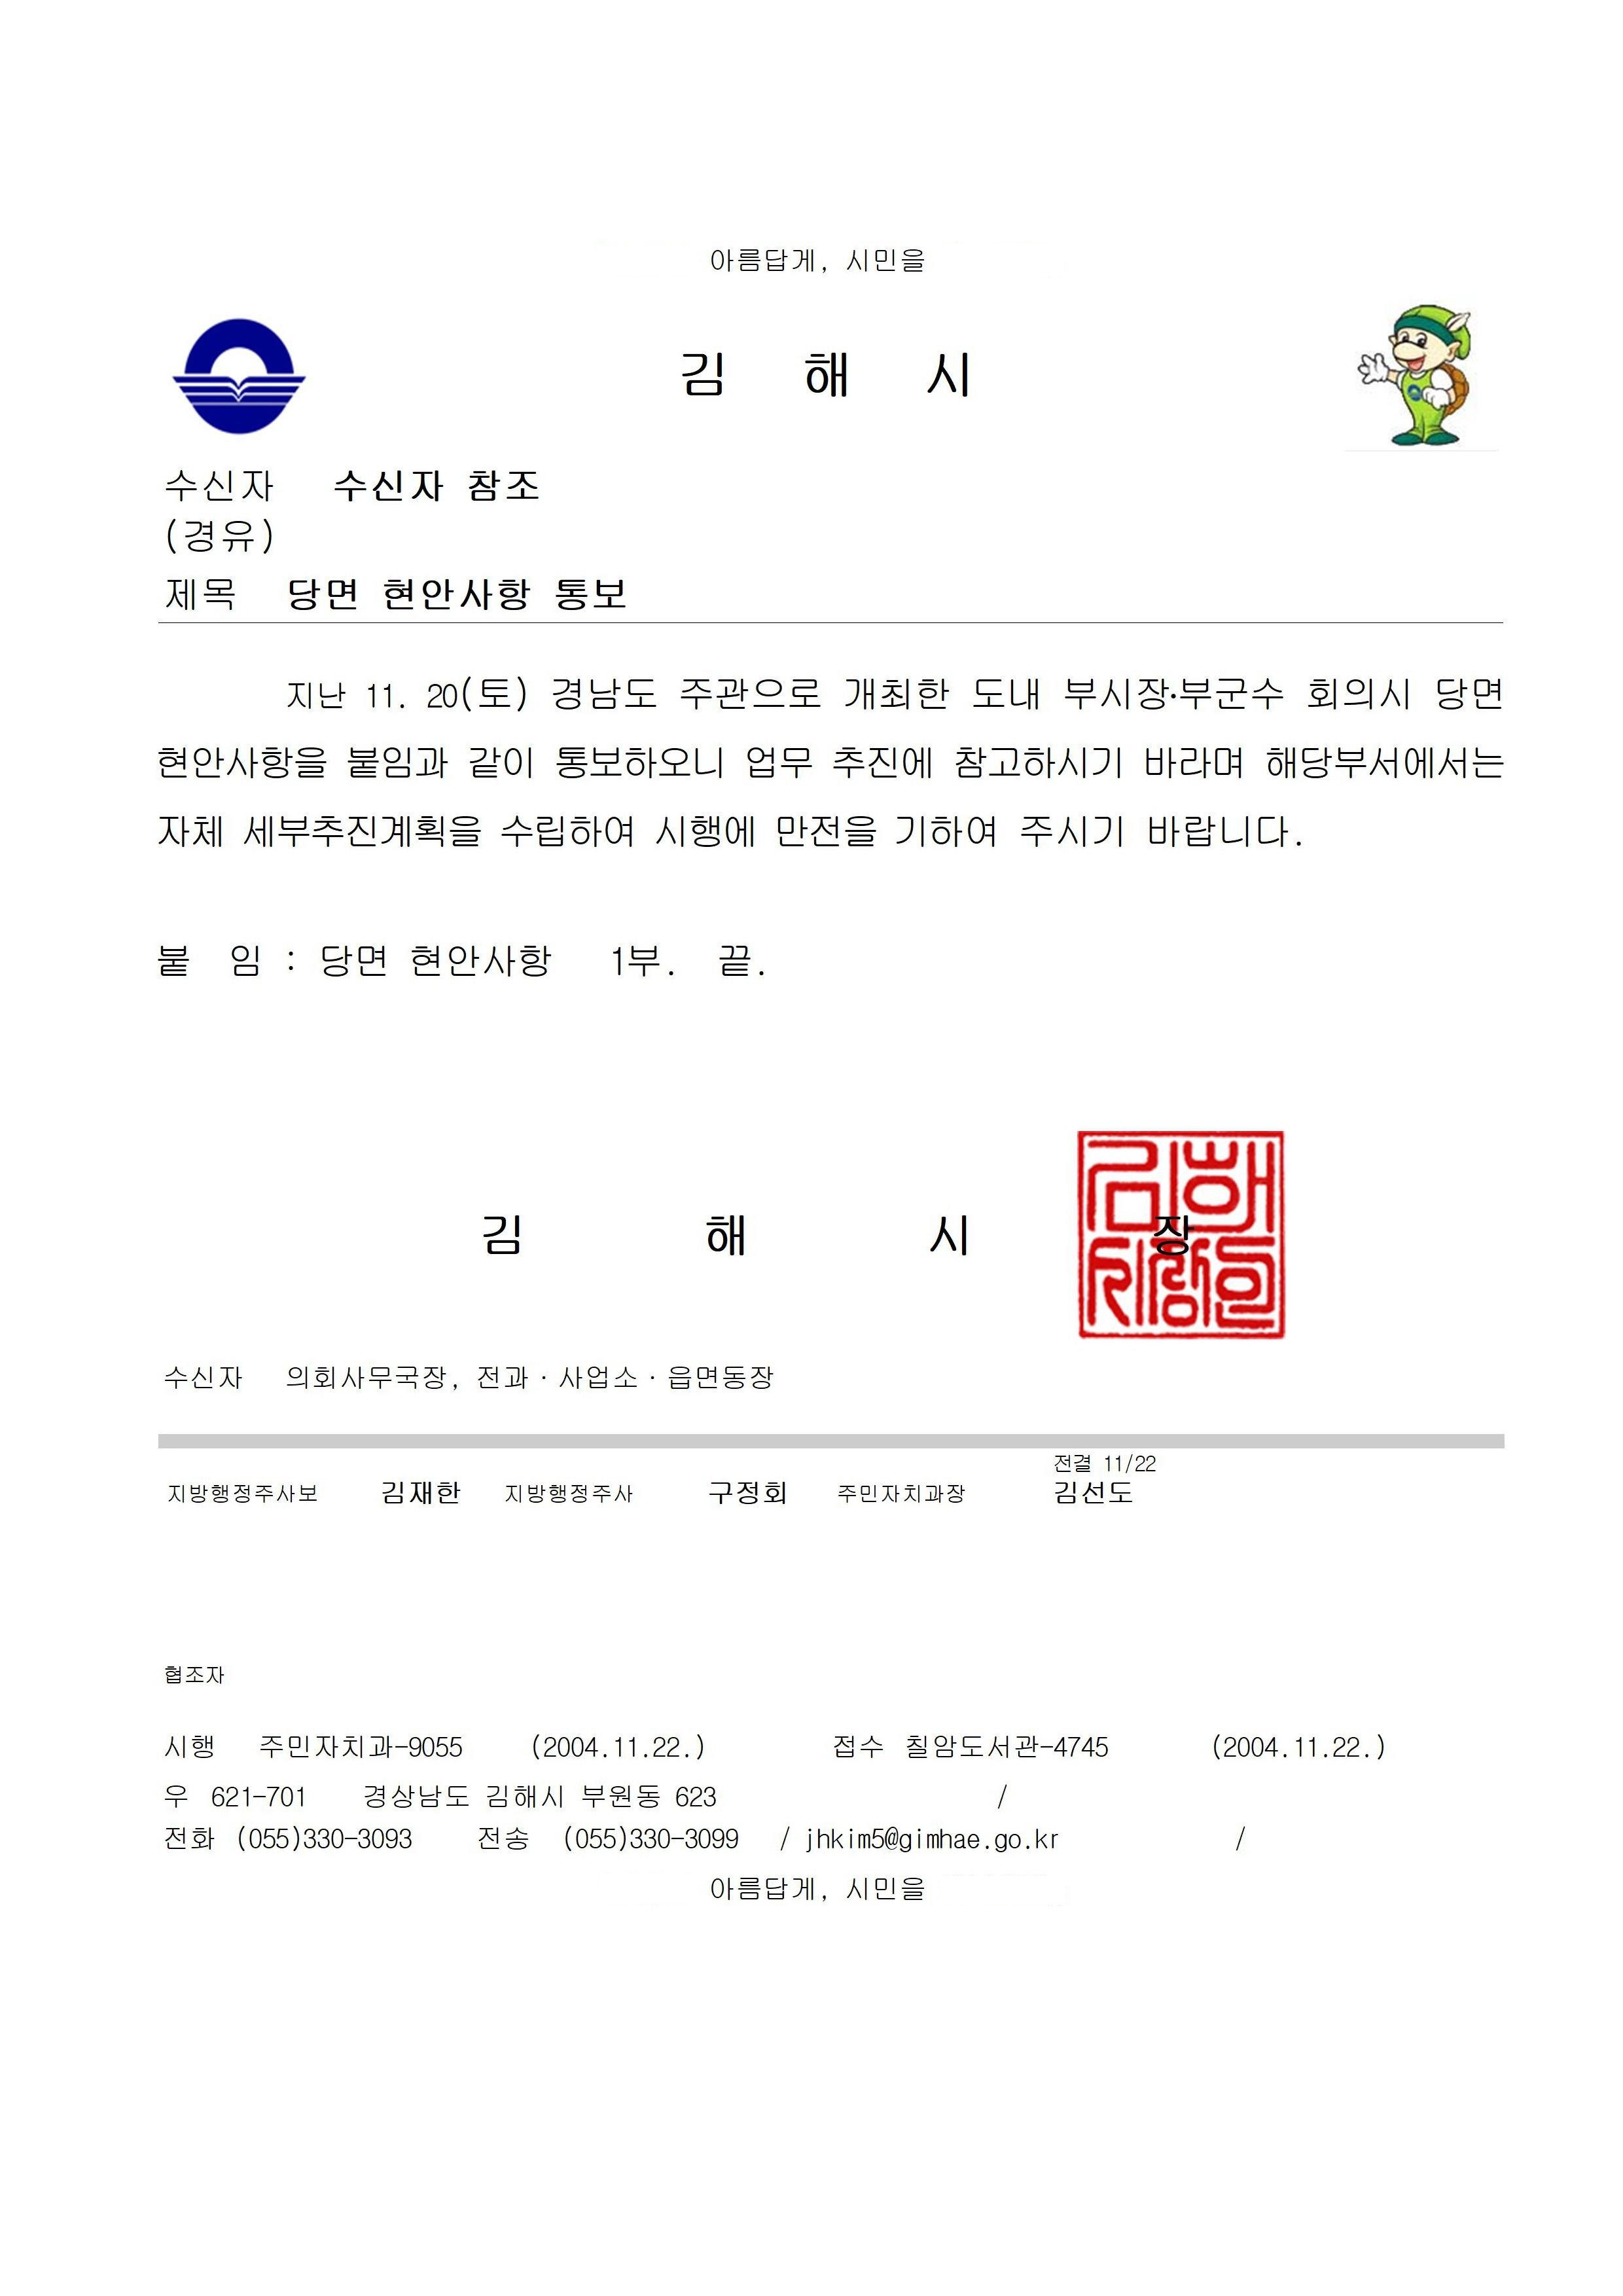 아름답게, 시민을
김 해 시
수신자 수신자 참조
(경유)
제목 당면 현안사항 통보
지난 11. 20(토) 경남도 주관으로 개최한 도내 부시장·부군수 회의시 당면
현안사항을 붙임과 같이 통보하오니 업무 추진에 참고하시기 바라며 해당부서에서는
자체 세부추진계획을 수립하여 시행에 만전을 기하여 주시기 바랍니다.
붙 임 : 당면 현안사항 1부. 끝.
김 해 시 장
수신자 의회사무국장, 전과·사업소·읍면동장
전결 11/22
지방행정주사보 김재한 지방행정주사 구정회 주민자치과장 김선도
협조자
시행 주민자치과-9055 (2004.11.22.) 접수 칠암도서관-4745 (2004.11.22.)
우 621-701 경상남도 김해시 부원동 623 /
전화 (055)330-3093 전송 (055)330-3099 / jhkim5@gimhae.go.kr /
아름답게, 시민을